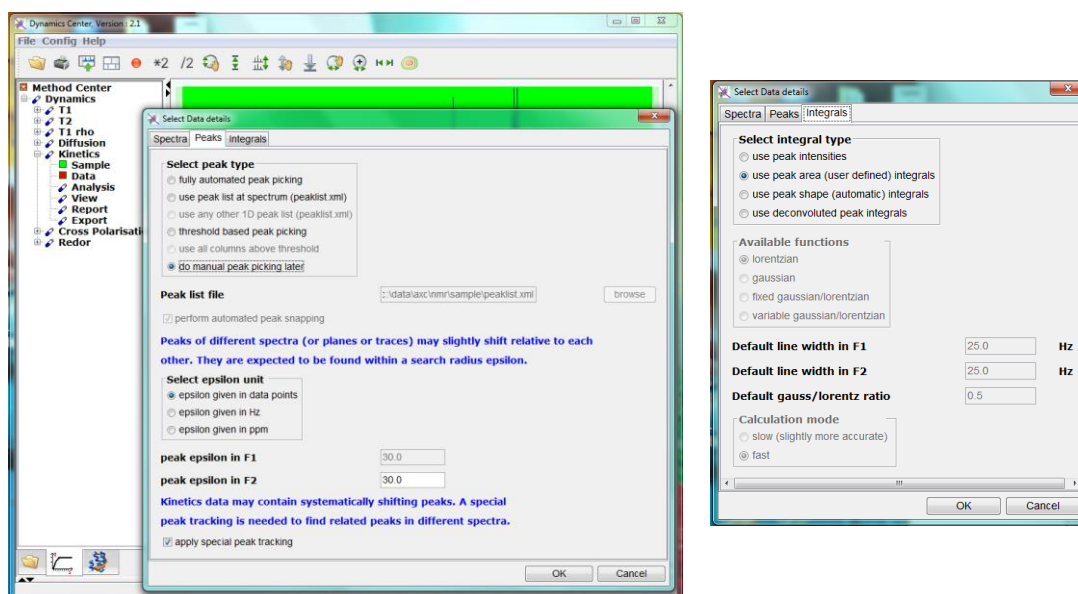 Dynamics Center, Version : 2.1
File Config Help
*2 /2
Method Center
Dynamics
T1
T2
T1 rho
Diffusion
Kinetics
Sample
Data
Analysis
View
Report
Export
Cross Polarisati
Redor
Select Data details
Spectra Peaks Integrals
Select peak type
fully automated peak picking
use peak list at spectrum (peaklist.xml)
use any other 1D peak list (peaklist.xml)
threshold based peak picking
use all columns above threshold
do manual peak picking later
Peak list file :\data\axc\nmr\sample\peaklist.xml browse
perform automated peak snapping
Peaks of different spectra (or planes or traces) may slightly shift relative to each
other. They are expected to be found within a search radius epsilon.
Select epsilon unit
epsilon given in data points
epsilon given in Hz
epsilon given in ppm
peak epsilon in F1 30.0
peak epsilon in F2 30.0
Kinetics data may contain systematically shifting peaks. A special
peak tracking is needed to find related peaks in different spectra.
apply special peak tracking
OK Cancel
Select Data details
Spectra Peaks Integrals
Select integral type
use peak intensities
use peak area (user defined) integrals
use peak shape (automatic) integrals
use deconvoluted peak integrals
Available functions
lorentzian
gaussian
fixed gaussian/lorentzian
variable gaussian/lorentzian
Default line width in F1 25.0 Hz
Default line width in F2 25.0 Hz
Default gauss/lorentz ratio 0.5
Calculation mode
slow (slightly more accurate)
fast
OK Cancel